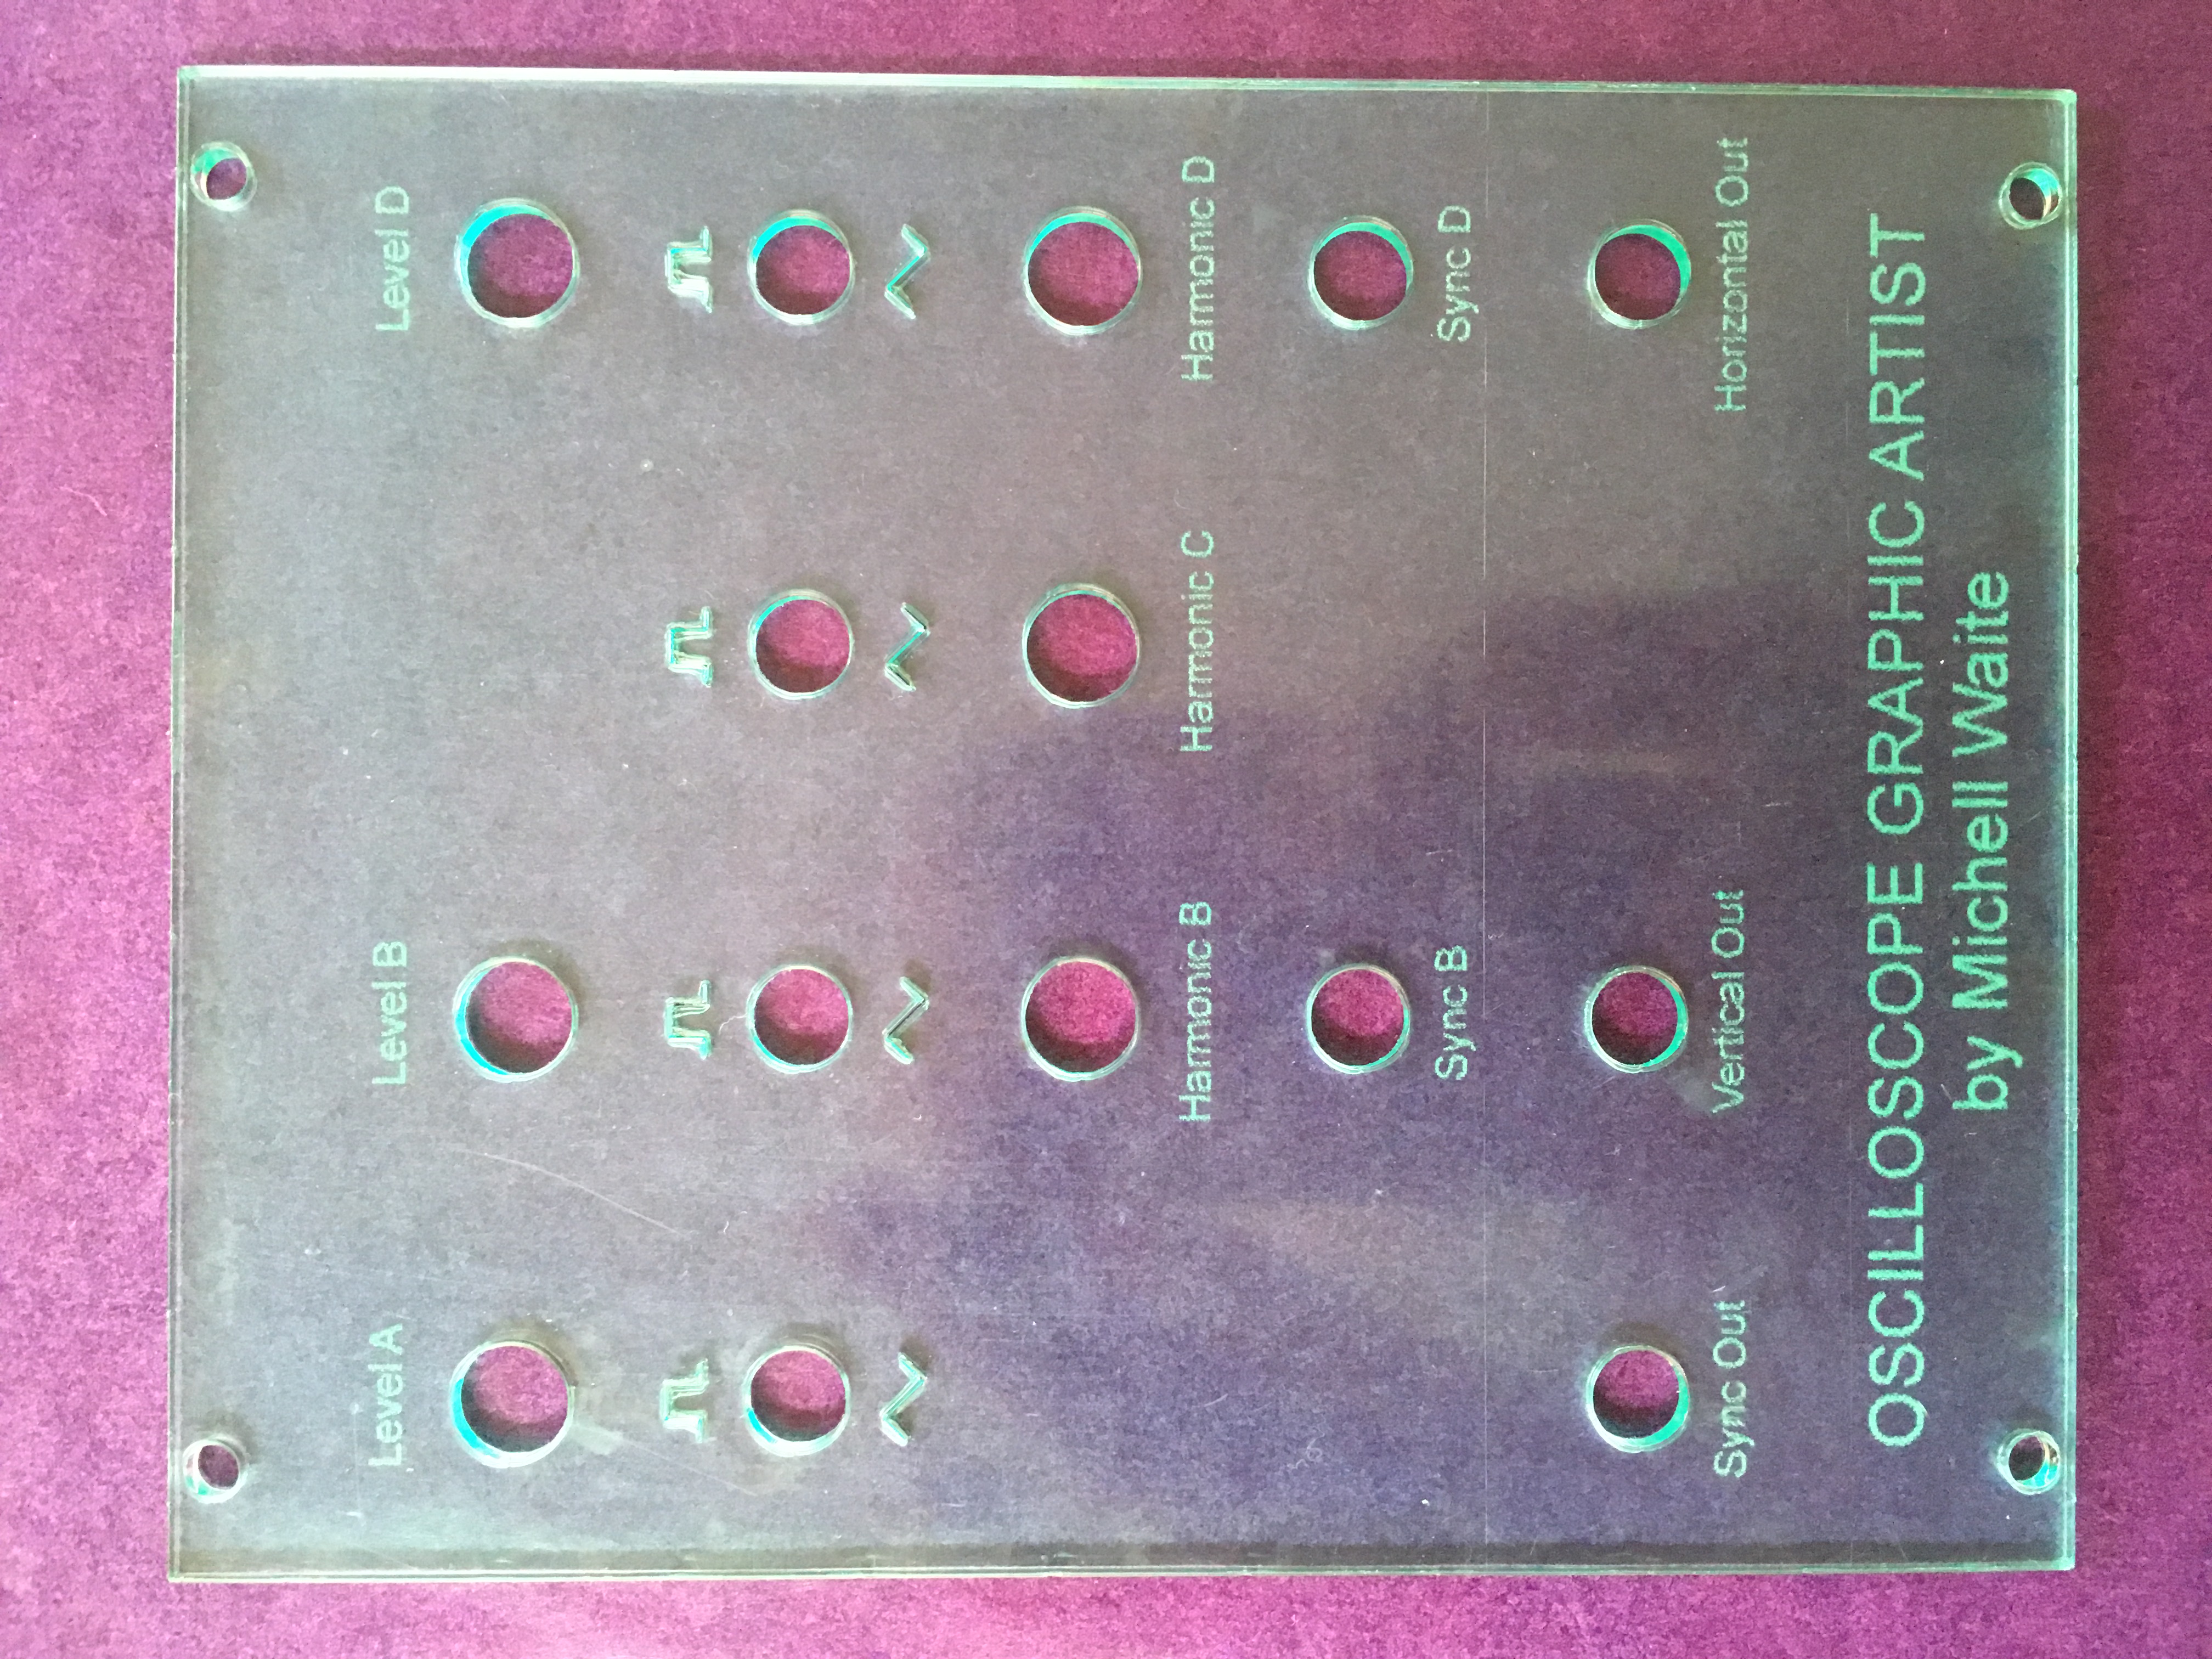 Level A Level B Level D
Harmonic B Harmonic C Harmonic D
Sync B Sync D
Sync Out Vertical Out Horizontal Out
OSCILLOSCOPE GRAPHIC ARTIST
by Michell Waite